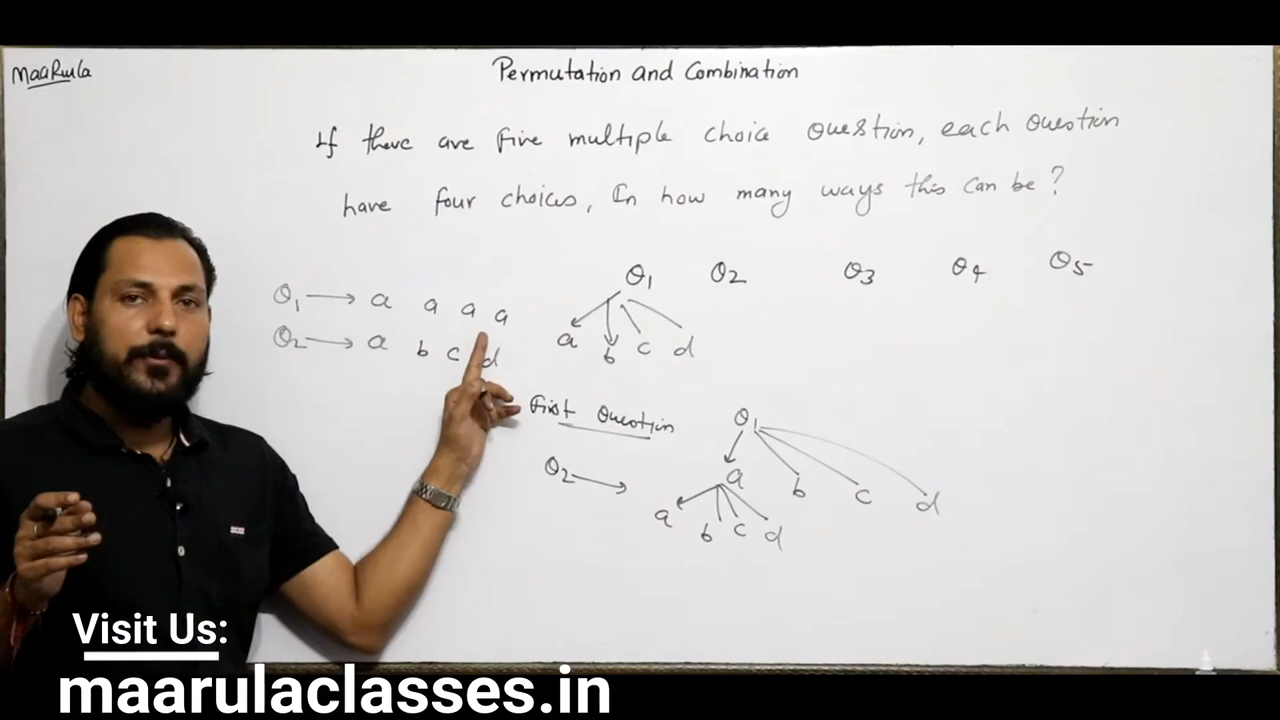 MaaRula
Permutation and Combination
If there are five multiple choice Question, each Question
have four choices, In how many ways this can be?
Q1 Q2 Q3 Q4 Q5
a b c d
Q1 → a a a a
Q2 → a b c d
First Question
Q1
a b c d
Q2 →
a b c d
Visit Us:
maarulaclasses.in